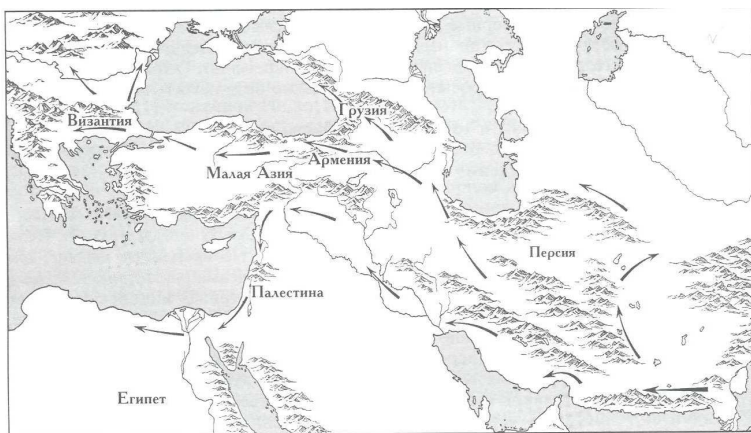 Грузия
Византия
Армения
Малая Азия
Персия
Палестина
Египет